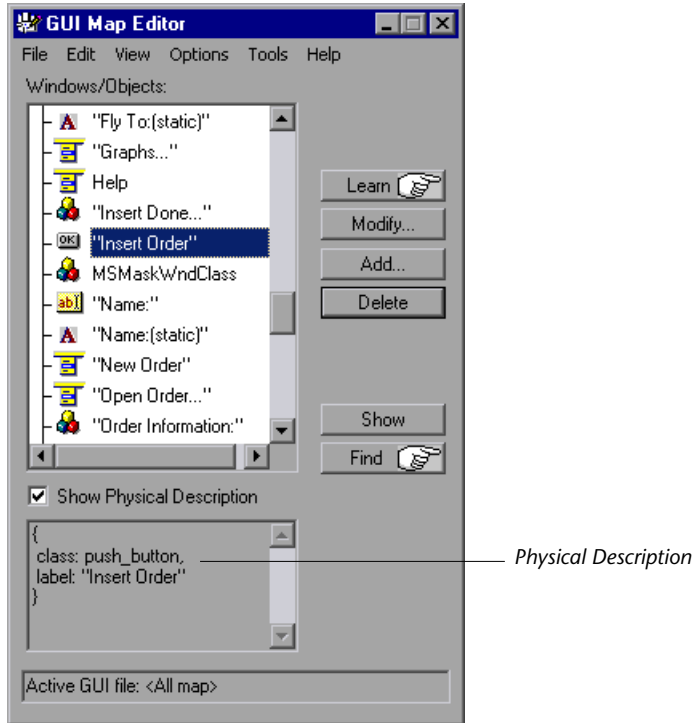 GUI Map Editor
File Edit View Options Tools Help
Windows/Objects:
"Fly To:(static)"
"Graphs..."
Help
"Insert Done..."
OK "Insert Order"
MSMaskWndClass
ab "Name:"
A "Name:(static)"
"New Order"
"Open Order..."
"Order Information:"
Learn
Modify...
Add...
Delete
Show
Find
Show Physical Description
{
class: push_button,
label: "Insert Order"
}
Physical Description
Active GUI file: <All map>